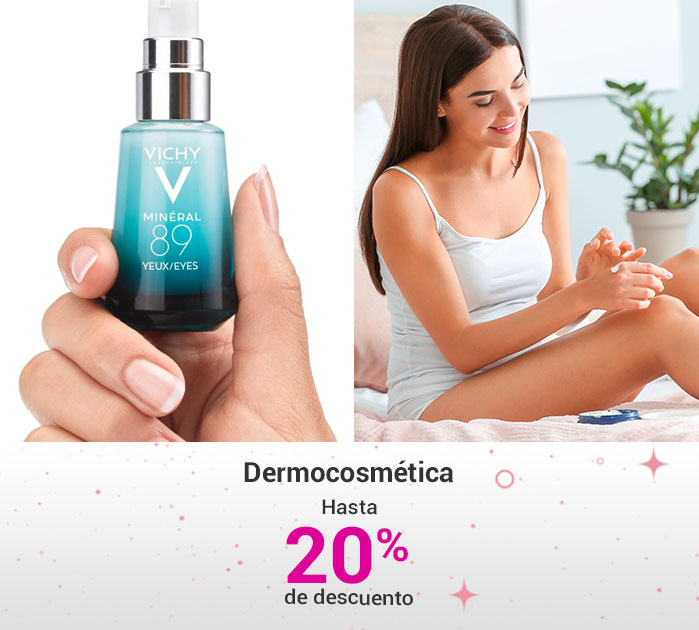 VICHY
LABORATOIRES
MINÉRAL
89
YEUX/EYES
Dermocosmética
Hasta
20%
de descuento